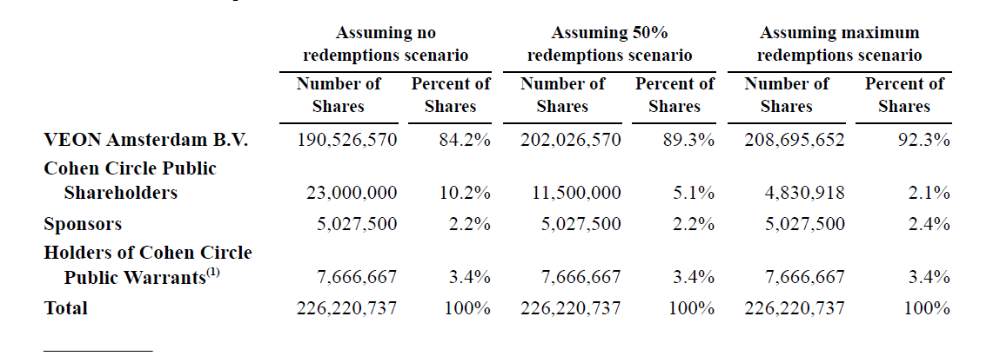 Assuming no Assuming 50% Assuming maximum
redemptions scenario redemptions scenario redemptions scenario
Number of Percent of Number of Percent of Number of Percent of
Shares Shares Shares Shares Shares Shares
VEON Amsterdam B.V. 190,526,570 84.2% 202,026,570 89.3% 208,695,652 92.3%
Cohen Circle Public
Shareholders 23,000,000 10.2% 11,500,000 5.1% 4,830,918 2.1%
Sponsors 5,027,500 2.2% 5,027,500 2.2% 5,027,500 2.4%
Holders of Cohen Circle
Public Warrants(1) 7,666,667 3.4% 7,666,667 3.4% 7,666,667 3.4%
Total 226,220,737 100% 226,220,737 100% 226,220,737 100%